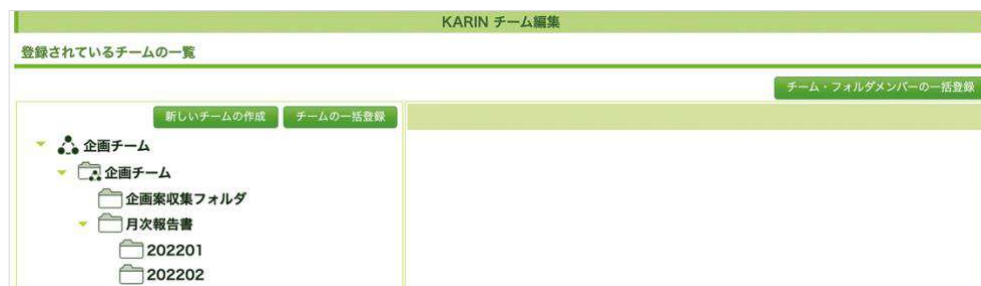 KARIN チーム編集
登録されているチームの一覧
チーム・フォルダメンバーの一括登録
新しいチームの作成 チームの一括登録
企画チーム
企画チーム
企画案収集フォルダ
月次報告書
202201
202202